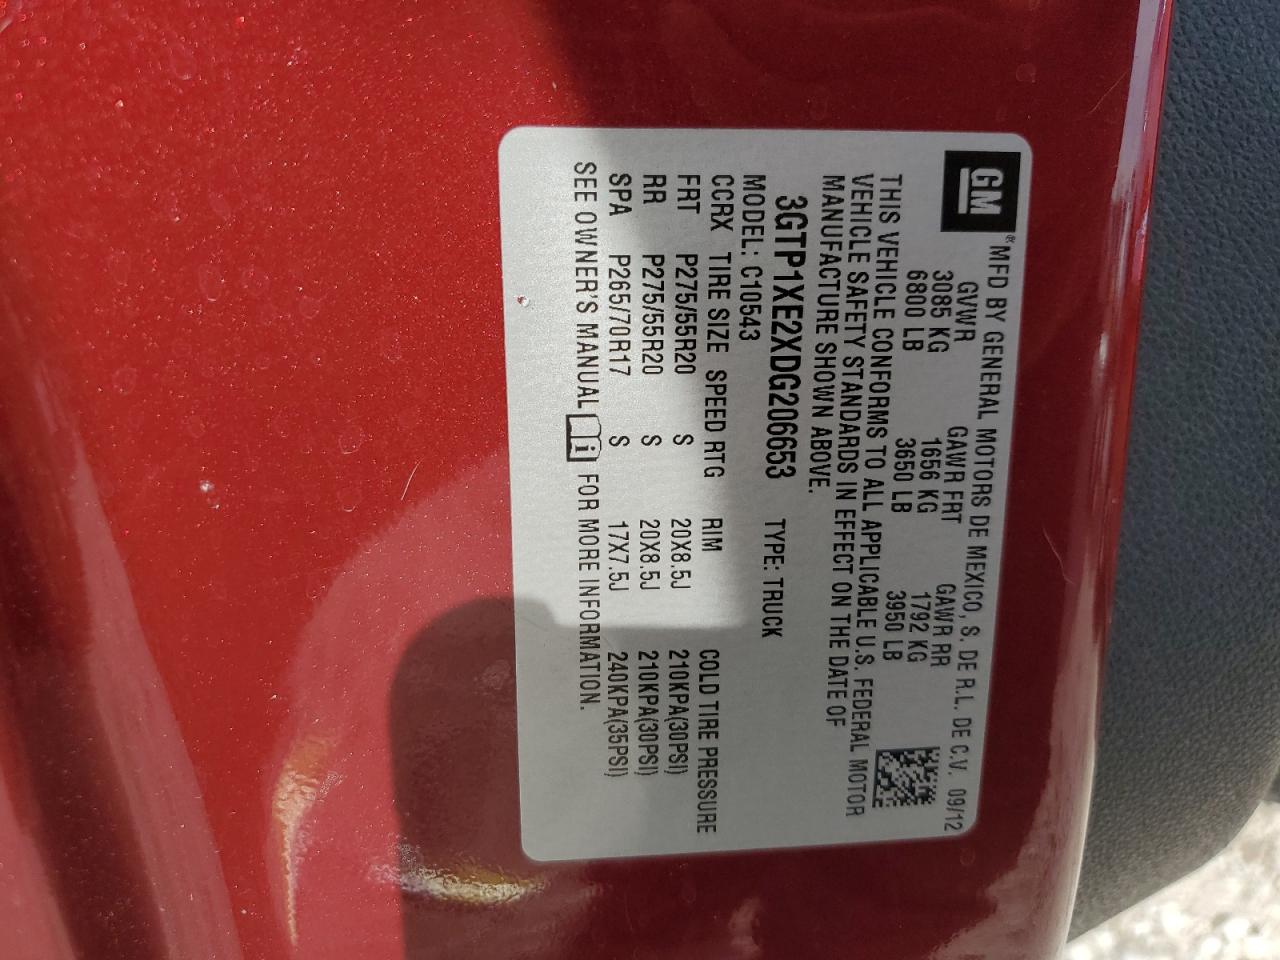 GM
® MFD BY GENERAL MOTORS DE MEXICO, S. DE R.L. DE C.V. 09/12
GVWR GAWR FRT GAWR RR
3085 KG 1656 KG 1792 KG
6800 LB 3650 LB 3950 LB
THIS VEHICLE CONFORMS TO ALL APPLICABLE U.S. FEDERAL MOTOR
VEHICLE SAFETY STANDARDS IN EFFECT ON THE DATE OF
MANUFACTURE SHOWN ABOVE.
3GTP1XE2XDG206653 TYPE: TRUCK
MODEL: C10543
CCRX TIRE SIZE SPEED RTG RIM COLD TIRE PRESSURE
FRT P275/55R20 S 20X8.5J 210KPA(30PSI)
RR P275/55R20 S 20X8.5J 210KPA(30PSI)
SPA P265/70R17 S 17X7.5J 240KPA(35PSI)
SEE OWNER'S MANUAL i FOR MORE INFORMATION.